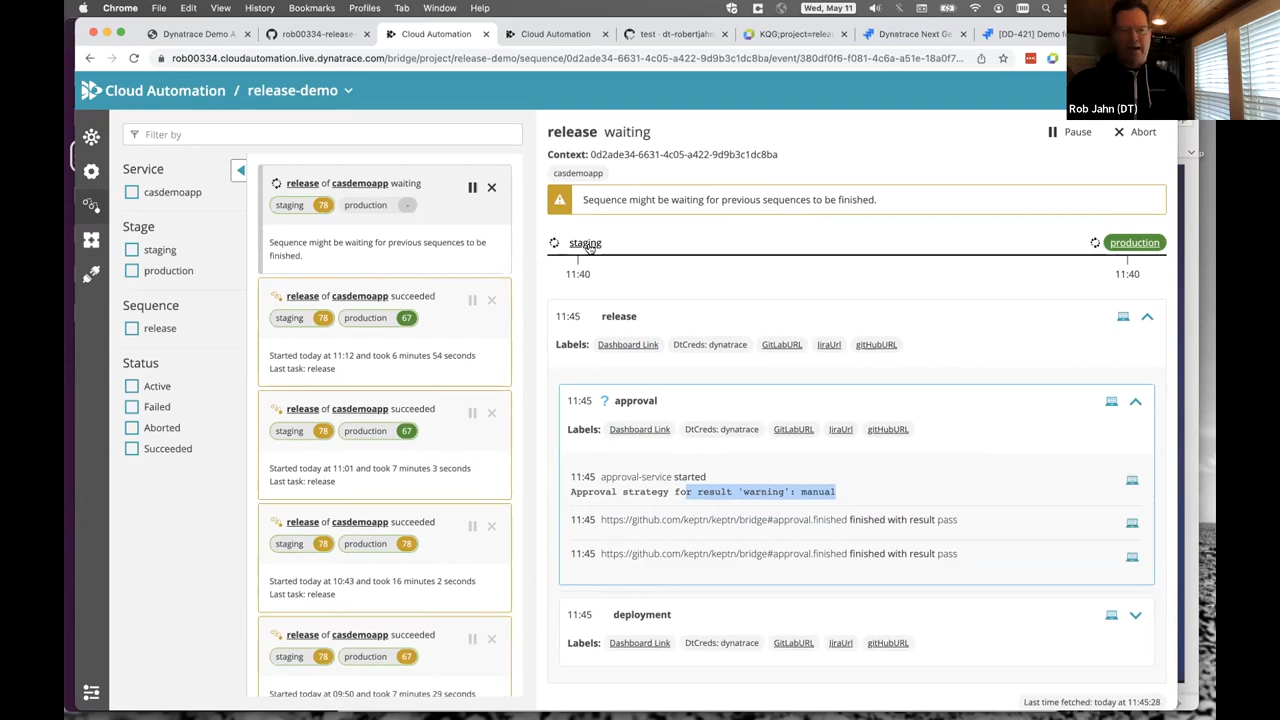 Chrome File Edit View History Bookmarks Profiles Tab Window Help
Wed, May 11
Dynatrace Demo A
rob00334-release-
Cloud Automation
Cloud Automation
test · dt-robertjahn
KQG;project=relea
Dynatrace Next Ge
[DD-421] Demo fo
rob00334.cloudautomation.live.dynatrace.com/bridge/project/release-demo/sequence/0d2ade34-6631-4c05-a422-9d9b3c1dc8ba/event/380df0f6-f081-4c6a-a51e-18a0f7...
Rob Jahn (DT)
Cloud Automation / release-demo
Filter by
Service
casdemoapp
Stage
staging
production
Sequence
release
Status
Active
Failed
Aborted
Succeeded
release of casdemoapp waiting
staging 78 production -
Sequence might be waiting for previous sequences to be
finished.
release of casdemoapp succeeded
staging 78 production 67
Started today at 11:12 and took 6 minutes 54 seconds
Last task: release
release of casdemoapp succeeded
staging 78 production 67
Started today at 11:01 and took 7 minutes 3 seconds
Last task: release
release of casdemoapp succeeded
staging 78 production 78
Started today at 10:43 and took 16 minutes 2 seconds
Last task: release
release of casdemoapp succeeded
staging 78 production 67
Started today at 09:50 and took 7 minutes 29 seconds
release waiting
Pause Abort
Context: 0d2ade34-6631-4c05-a422-9d9b3c1dc8ba
casdemoapp
Sequence might be waiting for previous sequences to be finished.
staging production
11:40 11:40
11:45 release
Labels: Dashboard Link DtCreds: dynatrace GitLabURL JiraUrl gitHubURL
11:45 ? approval
Labels: Dashboard Link DtCreds: dynatrace GitLabURL JiraUrl gitHubURL
11:45 approval-service started
Approval strategy for result 'warning': manual
11:45 https://github.com/keptn/bridge#approval.finished finished with result pass
11:45 https://github.com/keptn/bridge#approval.finished finished with result pass
11:45 deployment
Labels: Dashboard Link DtCreds: dynatrace GitLabURL JiraUrl gitHubURL
Last time fetched: today at 11:45:28